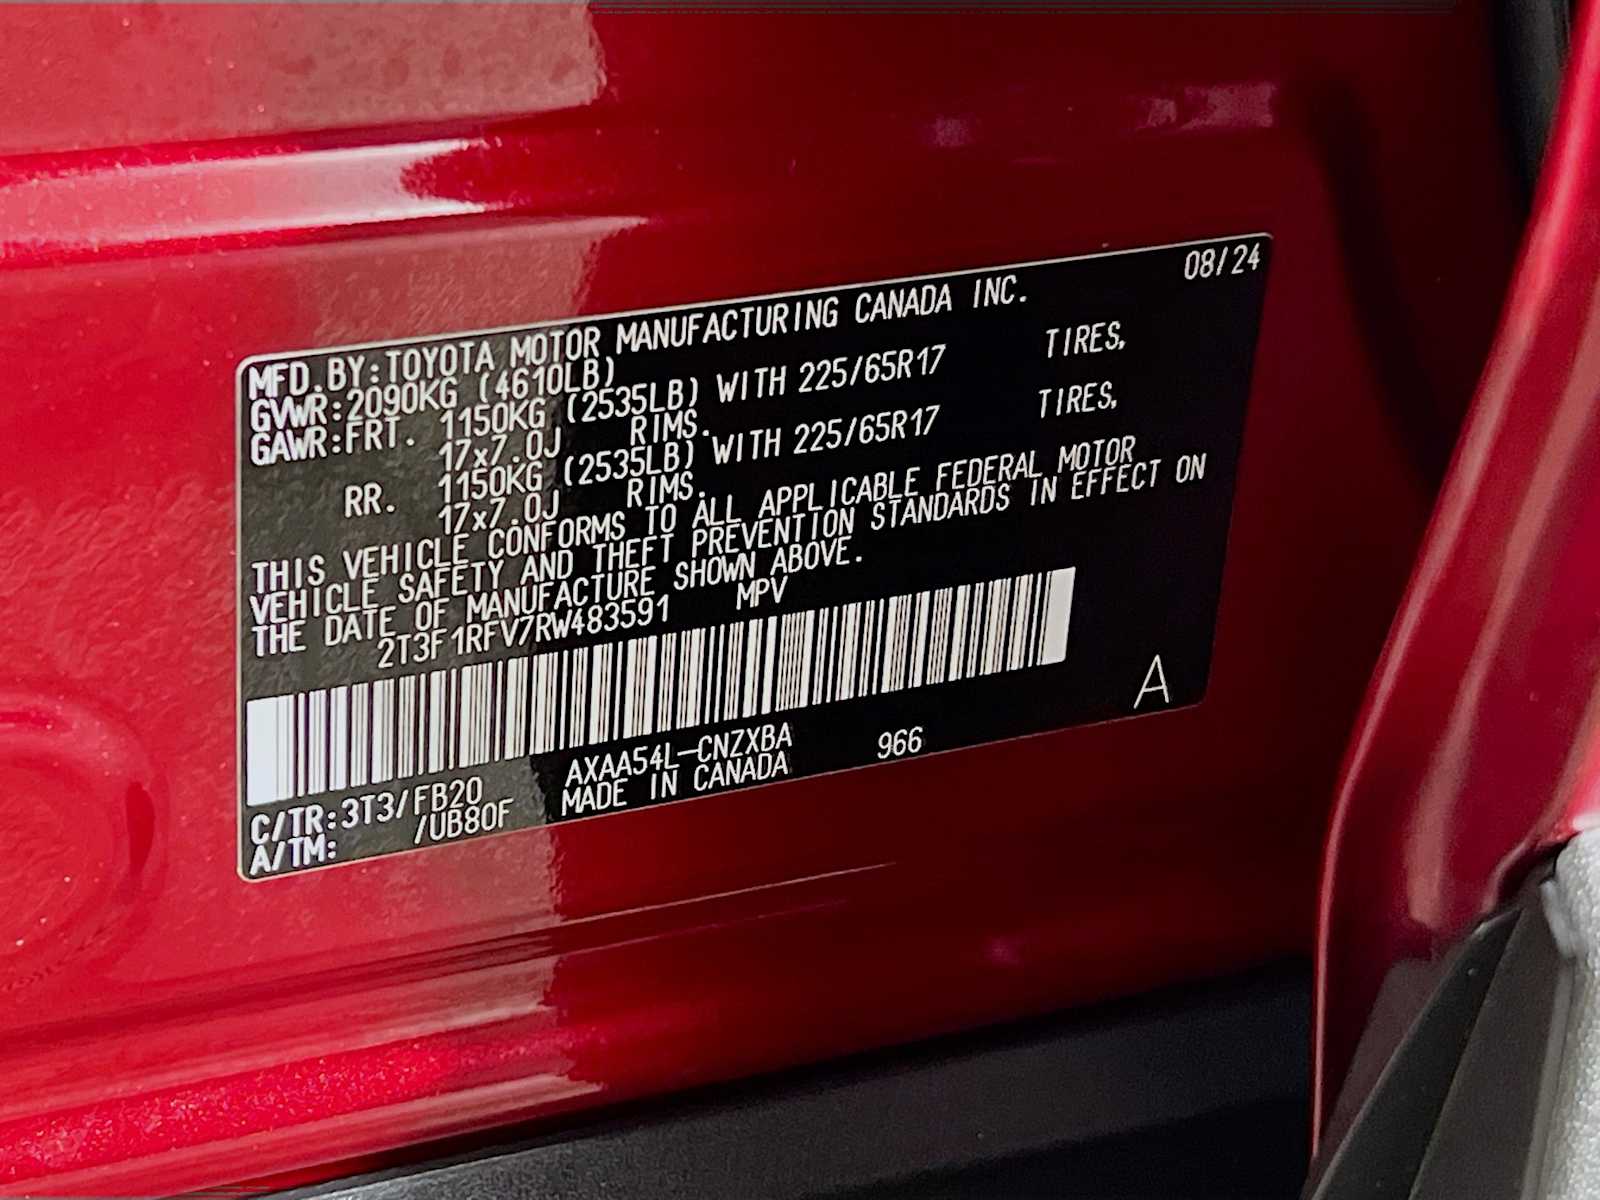 08/24
MFD.BY:TOYOTA MOTOR MANUFACTURING CANADA INC.
GVWR:2090KG (4610LB)
GAWR:FRT. 1150KG (2535LB) WITH 225/65R17 TIRES,
17x7.0J RIMS.
RR. 1150KG (2535LB) WITH 225/65R17 TIRES,
17x7.0J RIMS.
THIS VEHICLE CONFORMS TO ALL APPLICABLE FEDERAL MOTOR
VEHICLE SAFETY AND THEFT PREVENTION STANDARDS IN EFFECT ON
THE DATE OF MANUFACTURE SHOWN ABOVE.
2T3F1RFV7RW483591 MPV
A
AXAA54L-CNZXBA 966
C/TR:3T3/FB20 MADE IN CANADA
A/TM: /UB80F